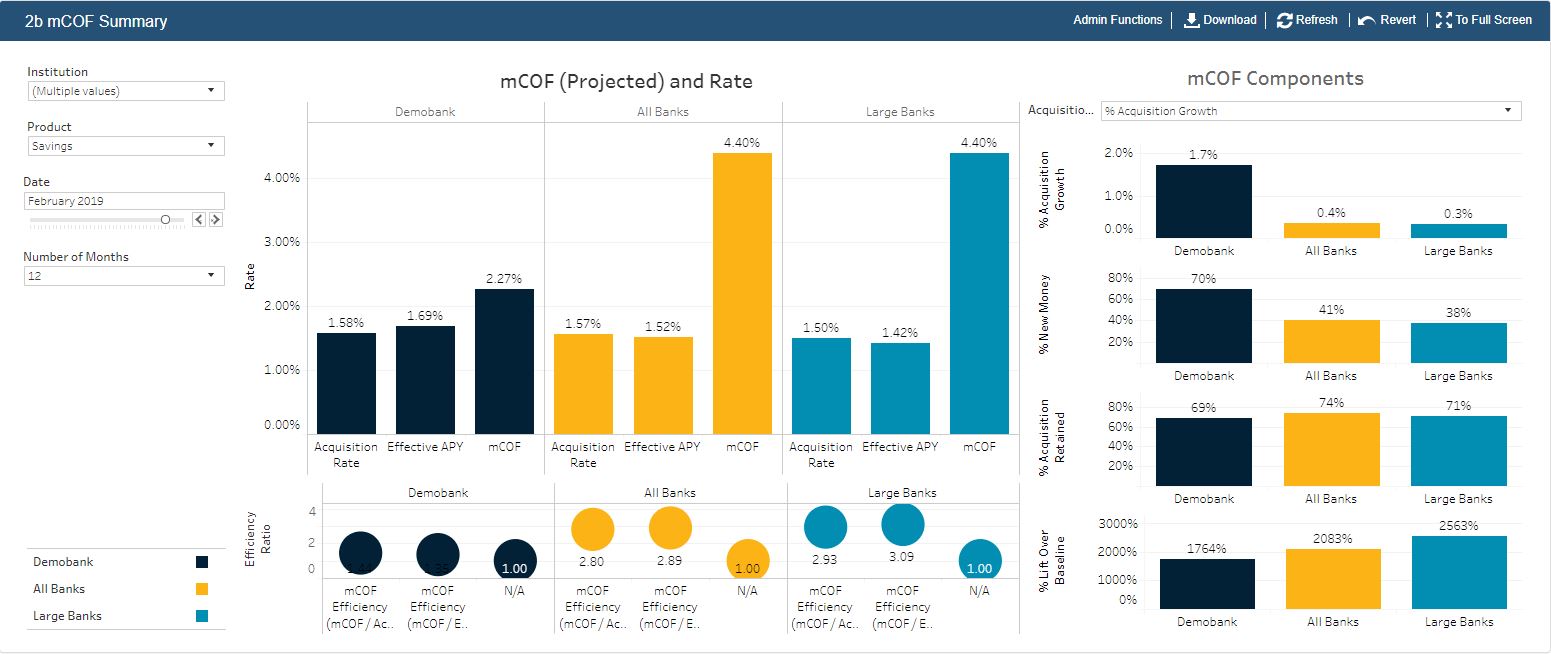 2b mCOF Summary
Admin Functions Download Refresh Revert To Full Screen
Institution
(Multiple values)
Product
Savings
Date
February 2019
Number of Months
12
Demobank
All Banks
Large Banks
mCOF (Projected) and Rate
Demobank All Banks Large Banks
Rate
4.00%
3.00%
2.00%
1.00%
0.00%
1.58% 1.69% 2.27%
1.57% 1.52% 4.40%
1.50% 1.42% 4.40%
Acquisition Effective APY mCOF Acquisition Effective APY mCOF Acquisition Effective APY mCOF
Rate Rate Rate
Demobank All Banks Large Banks
Efficiency
Ratio
4
2
0
1.00
2.80 2.89 1.00
2.93 3.09 1.00
mCOF mCOF N/A mCOF mCOF N/A mCOF mCOF N/A
Efficiency Efficiency Efficiency Efficiency Efficiency Efficiency
(mCOF / Ac.. (mCOF / E.. (mCOF / Ac.. (mCOF / E.. (mCOF / Ac.. (mCOF / E..
mCOF Components
Acquisitio... % Acquisition Growth
% Acquisition
Growth
2.0%
1.0%
0.0%
1.7% 0.4% 0.3%
Demobank All Banks Large Banks
% New Money
80%
60%
40%
20%
70% 41% 38%
Demobank All Banks Large Banks
% Acquisition
Retained
80%
60%
40%
20%
69% 74% 71%
Demobank All Banks Large Banks
% Lift Over
Baseline
3000%
2000%
1000%
0%
1764% 2083% 2563%
Demobank All Banks Large Banks